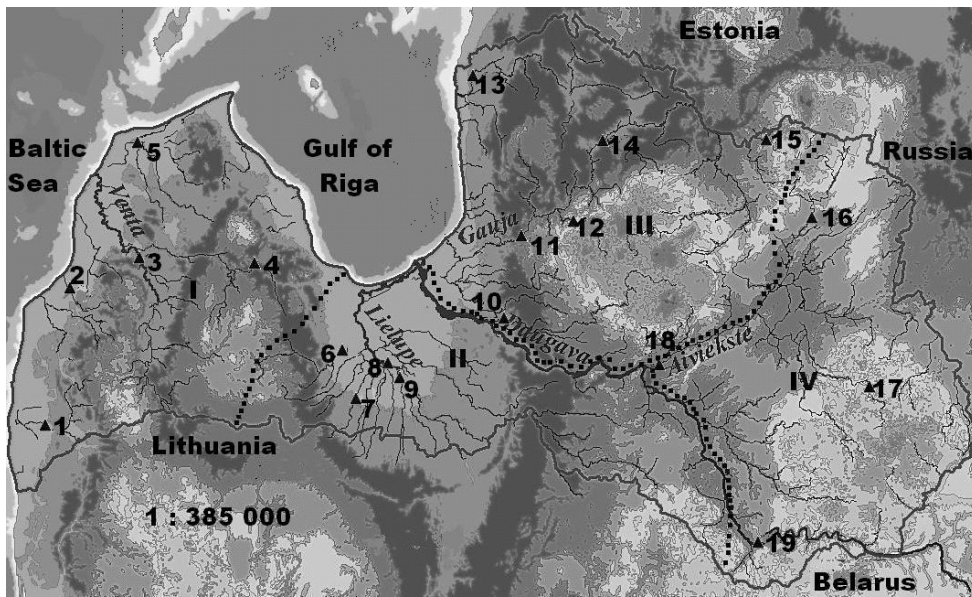 Estonia
13
Baltic
Sea
5
Gulf of
Riga
14
15
Russia
Venta
Gauja
12
III
16
11
2
3
4
I
10
Daugava
18
Aiviekste
Lielupe
6
8
II
9
7
IV
17
1
Lithuania
1 : 385 000
19
Belarus